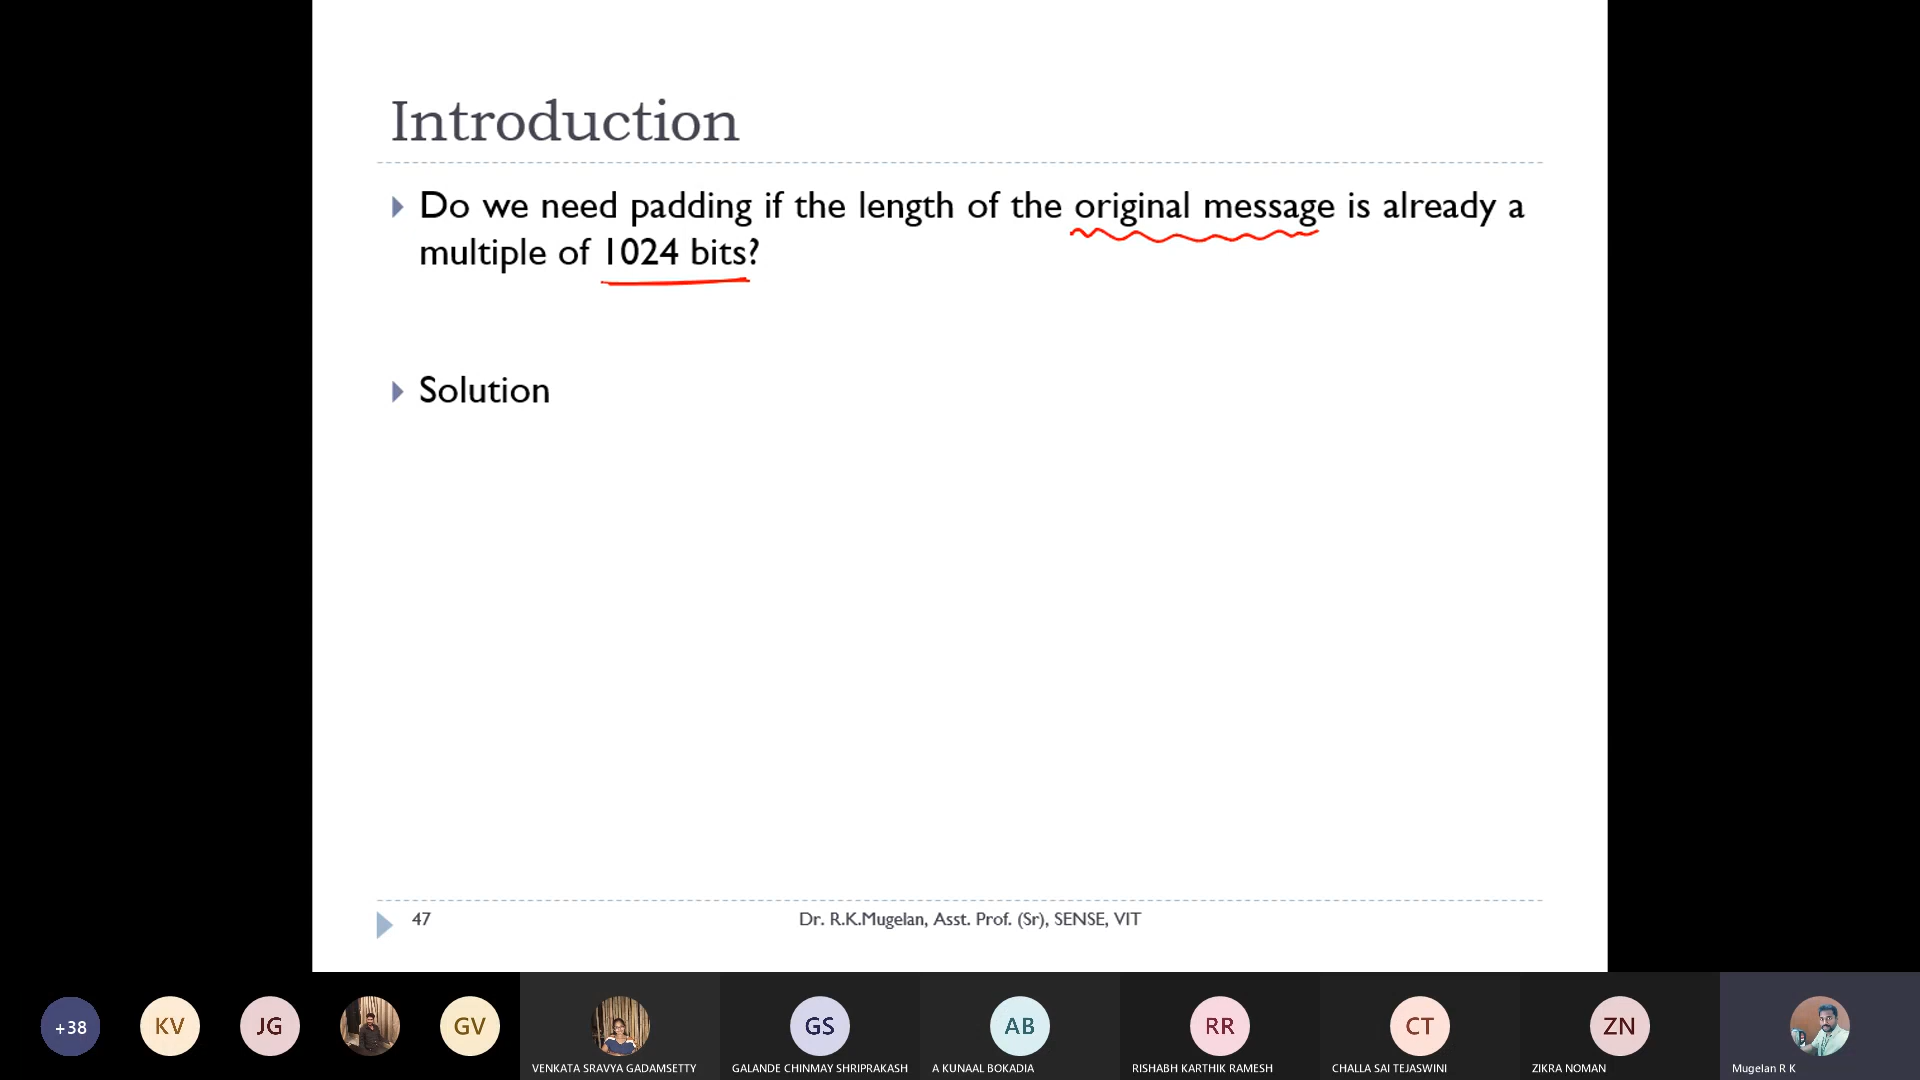 Introduction
Do we need padding if the length of the original message is already a
multiple of 1024 bits?
Solution
47
Dr. R.K.Mugelan, Asst. Prof. (Sr), SENSE, VIT
+38
KV
JG
GV
VENKATA SRAVYA GADAMSETTY
GS
GALANDE CHINMAY SHRIPRAKASH
AB
A KUNAAL BOKADIA
RR
RISHABH KARTHIK RAMESH
CT
CHALLA SAI TEJASWINI
ZN
ZIKRA NOMAN
Mugelan R K